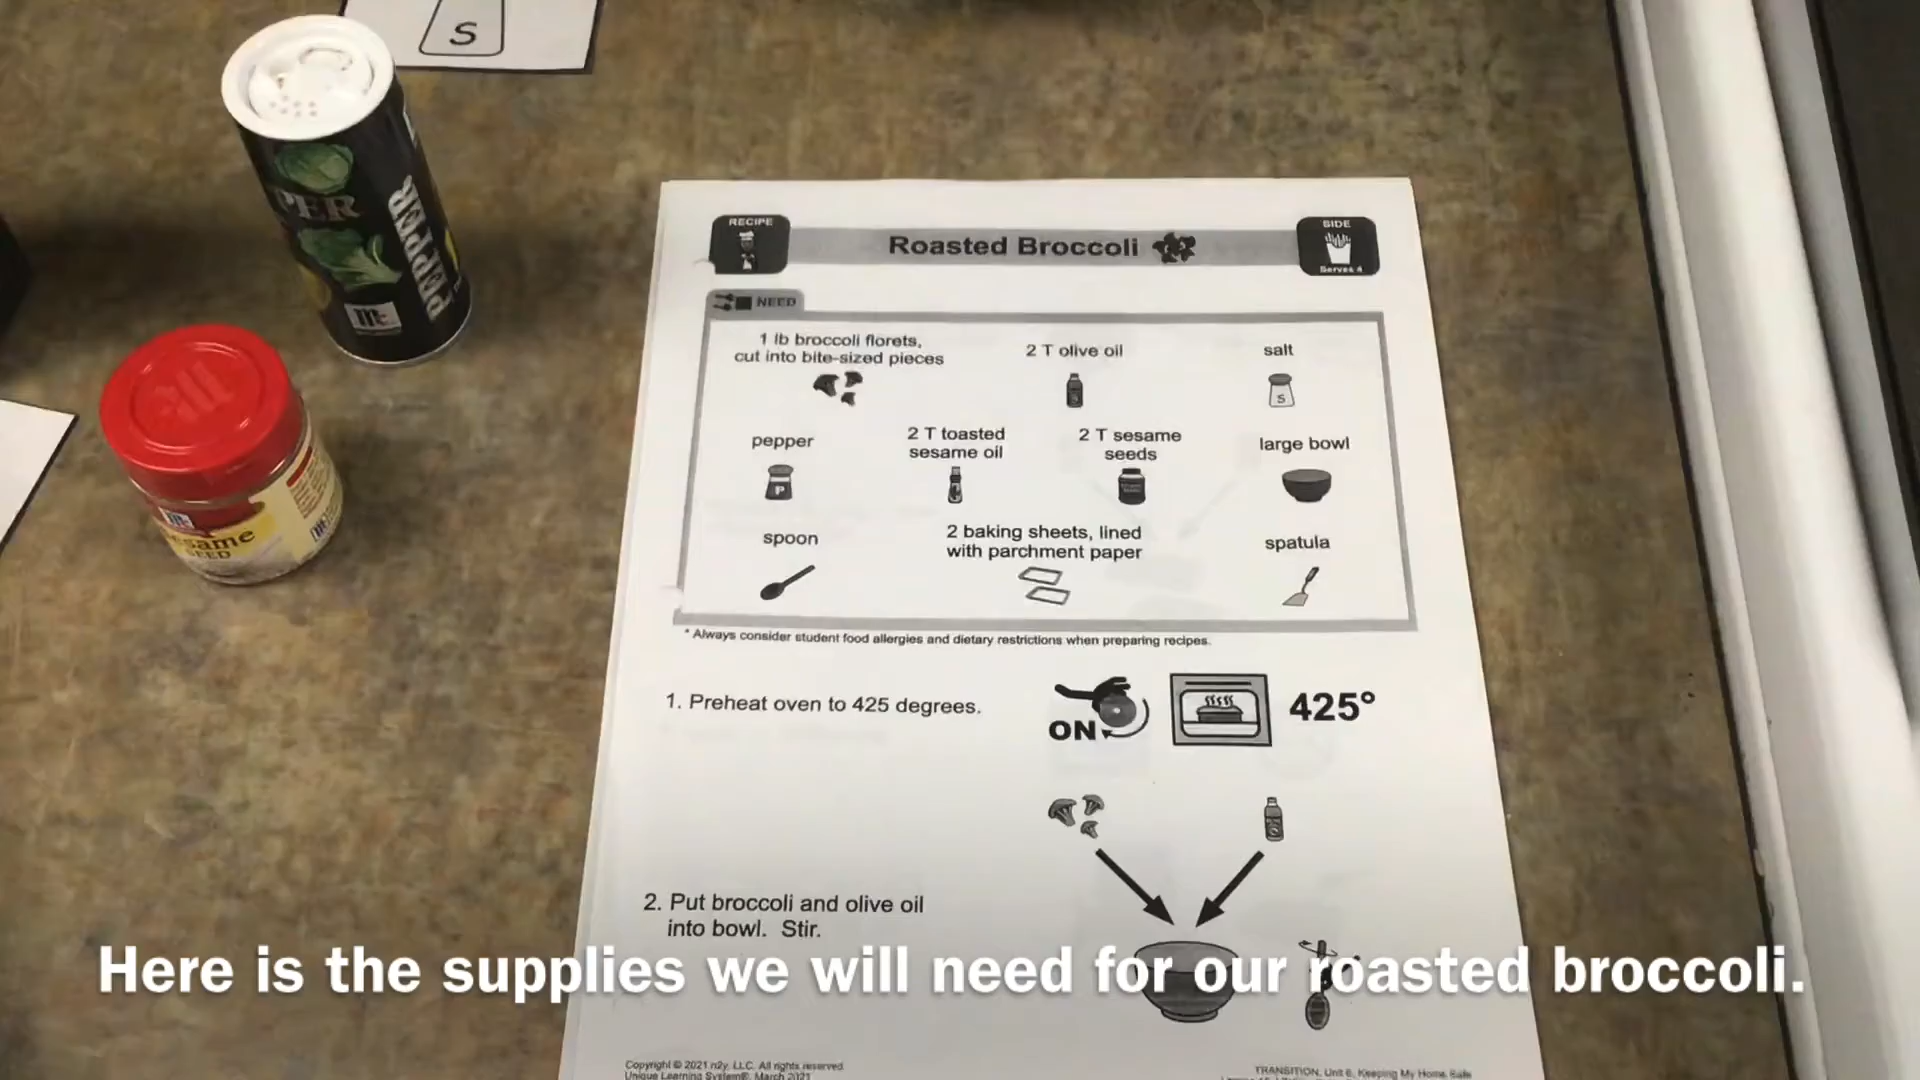 S
PER
PEPPER
Mc
sesame
SEED
RECIPE
Roasted Broccoli
SIDE
Serves 4
NEED
1 lb broccoli florets,
cut into bite-sized pieces
2 T olive oil
salt
S
pepper
P
2 T toasted
sesame oil
2 T sesame
seeds
large bowl
spoon
2 baking sheets, lined
with parchment paper
spatula
* Always consider student food allergies and dietary restrictions when preparing recipes.
1. Preheat oven to 425 degrees.
ON
425°
2. Put broccoli and olive oil
into bowl. Stir.
Here is the supplies we will need for our roasted broccoli.
Copyright © 2021 n2y, LLC. All rights reserved
Unique Learning System®, March 2021
TRANSITION, Unit 6, Keeping My Home Safe